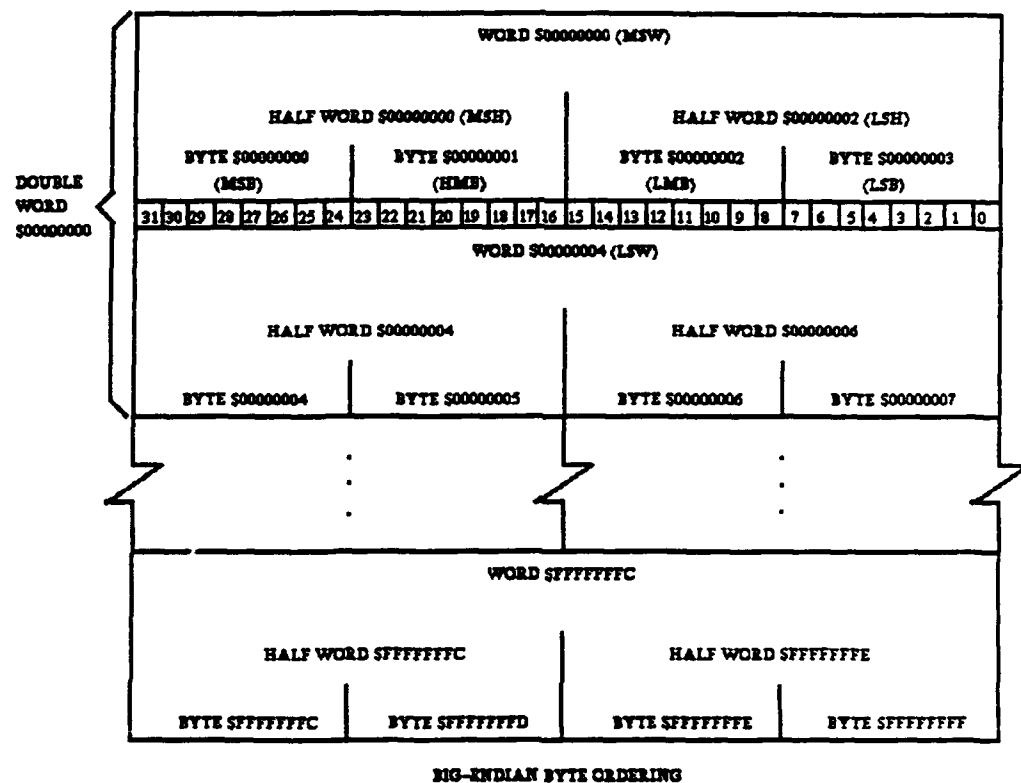 WORD $00000000 (MSW)
HALF WORD $00000000 (MSH) HALF WORD $00000002 (LSH)
BYTE $00000000 BYTE $00000001 BYTE $00000002 BYTE $00000003
(MSB) (HMB) (LMB) (LSB)
DOUBLE
WORD
$00000000
31 30 29 28 27 26 25 24 23 22 21 20 19 18 17 16 15 14 13 12 11 10 9 8 7 6 5 4 3 2 1 0
WORD $00000004 (LSW)
HALF WORD $00000004 HALF WORD $00000006
BYTE $00000004 BYTE $00000005 BYTE $00000006 BYTE $00000007
WORD $FFFFFFFC
HALF WORD $FFFFFFFC HALF WORD $FFFFFFFE
BYTE $FFFFFFFC BYTE $FFFFFFFD BYTE $FFFFFFFE BYTE $FFFFFFFF
BIG-ENDIAN BYTE ORDERING